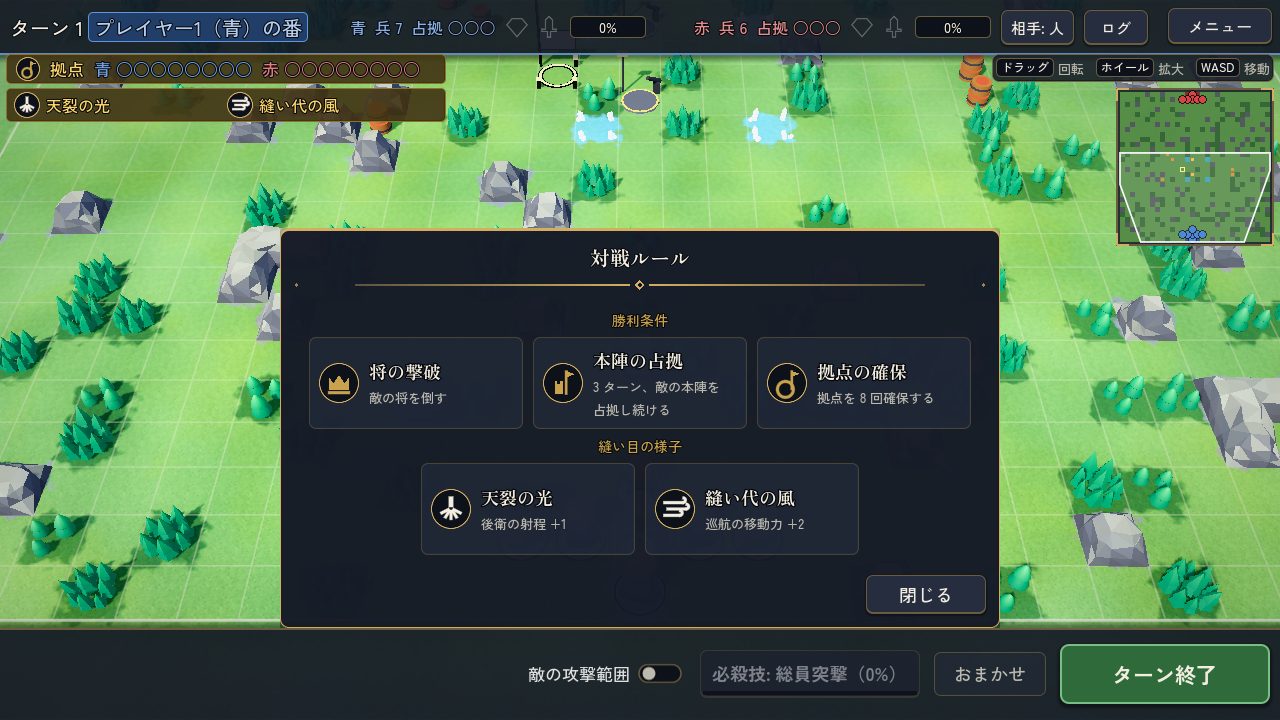 ターン 1 プレイヤー1（青）の番 青 兵 7 占拠 〇〇〇 0% 赤 兵 6 占拠 〇〇〇 0% 相手: 人 ログ メニュー
拠点 青 〇〇〇〇〇〇〇〇 赤 〇〇〇〇〇〇〇〇 ドラッグ 回転 ホイール 拡大 WASD 移動
天裂の光 縫い代の風
対戦ルール
勝利条件
将の撃破
敵の将を倒す
本陣の占拠
3 ターン、敵の本陣を
占拠し続ける
拠点の確保
拠点を 8 回確保する
縫い目の様子
天裂の光
後衛の射程 +1
縫い代の風
巡航の移動力 +2
閉じる
敵の攻撃範囲 必殺技: 総員突撃（0%） おまかせ ターン終了